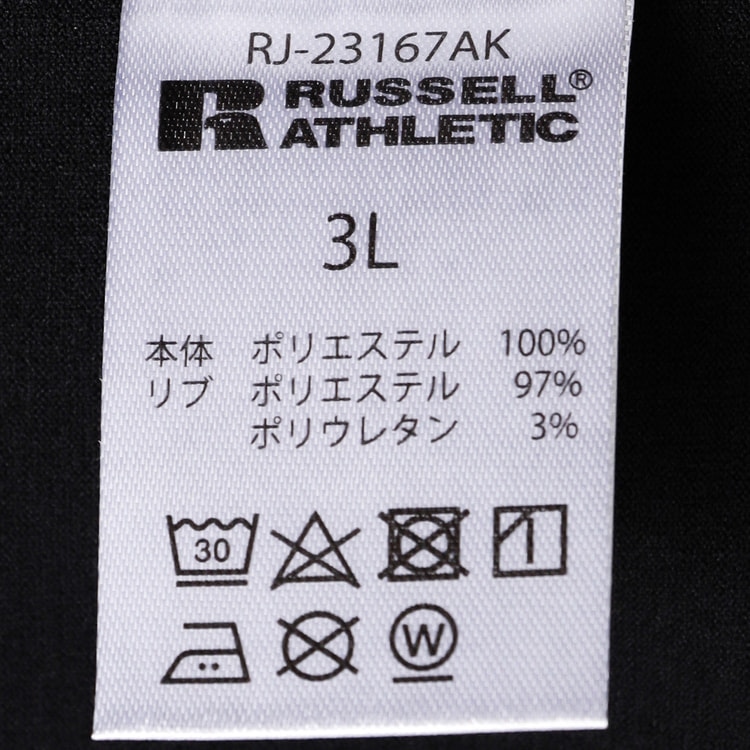 RJ-23167AK
RUSSELL®
ATHLETIC
3L
本体 ポリエステル 100%
リブ ポリエステル 97%
ポリウレタン 3%
30
W